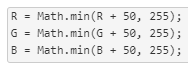 R = Math.min(R + 50, 255);
G = Math.min(G + 50, 255);
B = Math.min(B + 50, 255);